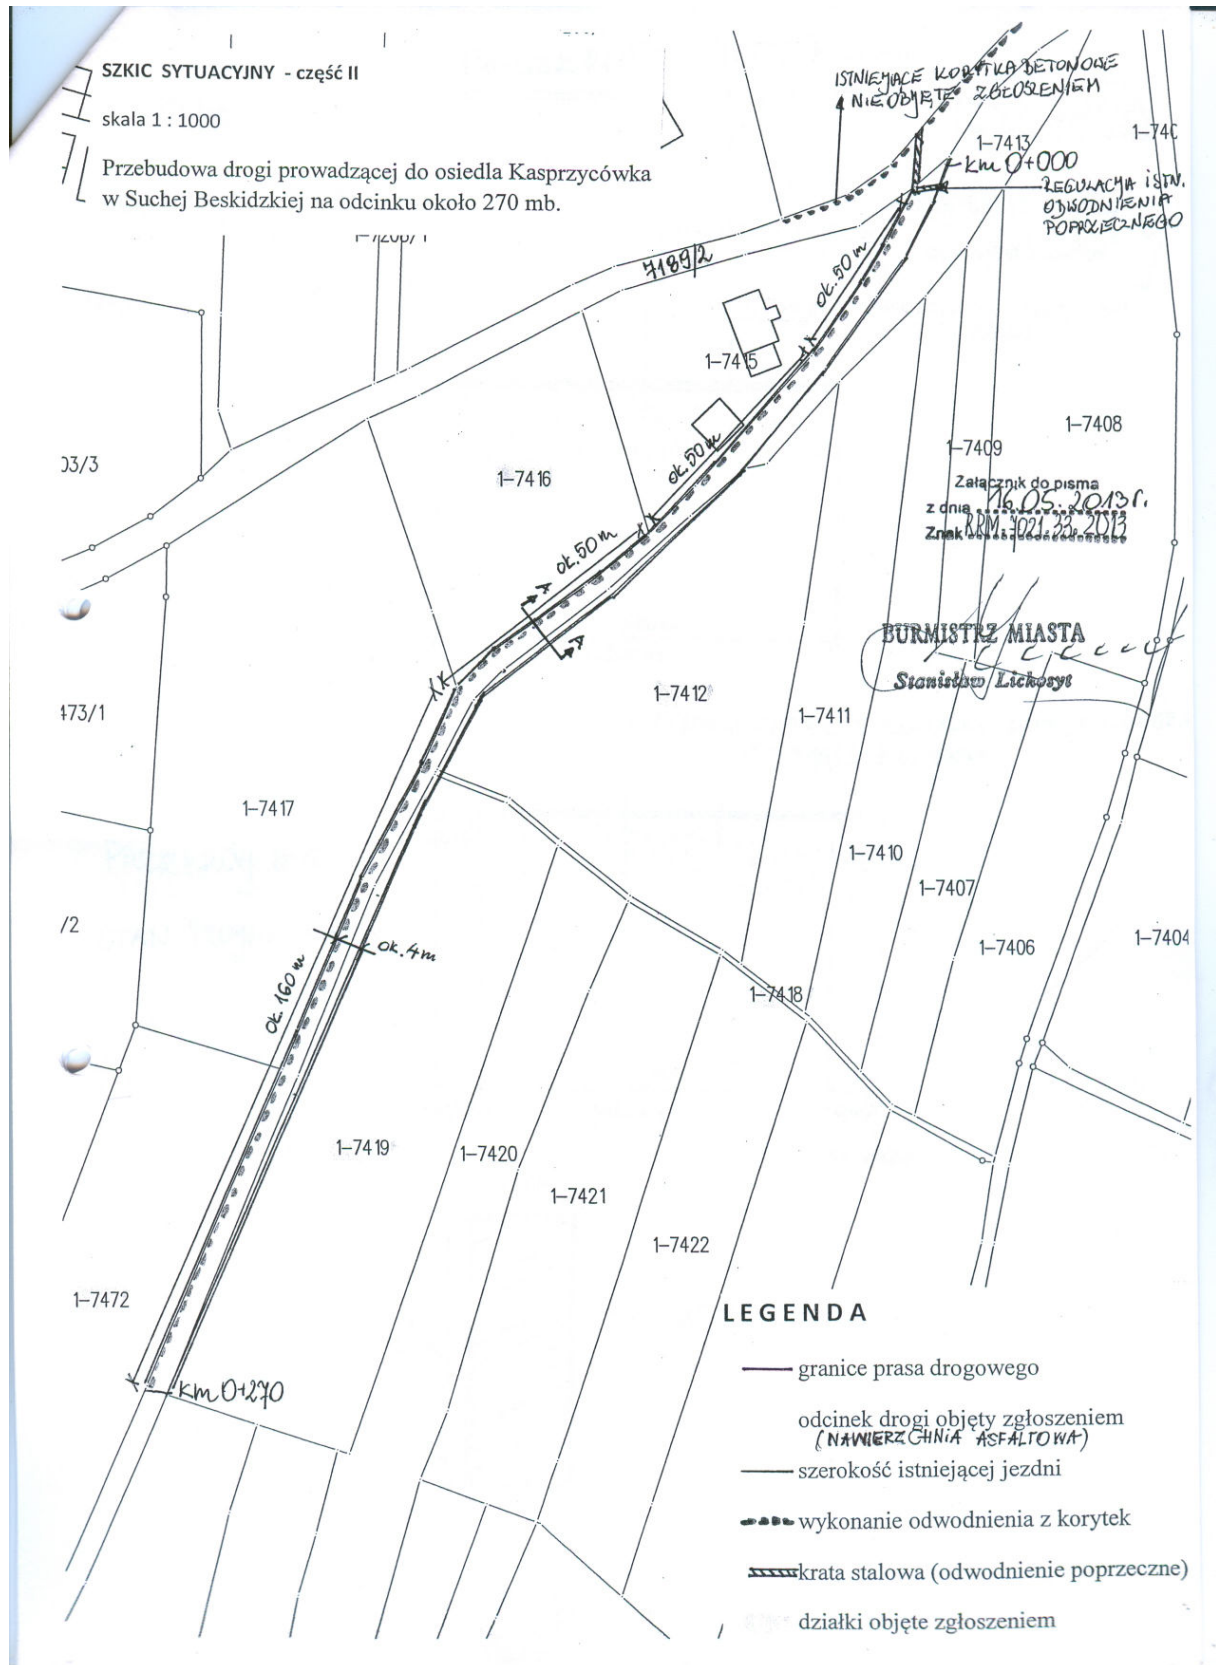 SZKIC SYTUACYJNY - część II
skala 1 : 1000
Przebudowa drogi prowadzącej do osiedla Kasprzycówka
w Suchej Beskidzkiej na odcinku około 270 mb.
ISTNIEJĄCE KORYTKA BETONOWE
NIEOBJĘTE ZGŁOSZENIEM
1-7413
km 0+000
REGULACJA ISTN.
ODWODNIENIA
POPRZECZNEGO
7189/2
ok. 50 m
1-7415
1-7408
1-7409
03/3
1-7416
ok. 50 m
Załącznik do pisma
z dnia 16.05.2013r.
Znak RRM.7021.33.2013
ok. 50 m
A
A
BURMISTRZ MIASTA
Stanisław Lichosyt
1-7412
1-7411
473/1
1-7417
1-7410
1-7407
/2
1-7406
1-7404
ok. 4m
ok. 160 m
1-7418
1-7419
1-7420
1-7421
1-7422
1-7472
km 0+270
LEGENDA
granice prasa drogowego
odcinek drogi objęty zgłoszeniem
(NAWIERZCHNIA ASFALTOWA)
szerokość istniejącej jezdni
wykonanie odwodnienia z korytek
krata stalowa (odwodnienie poprzeczne)
działki objęte zgłoszeniem